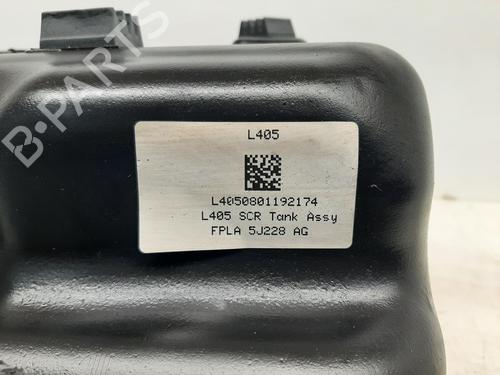 B-PARTS
L405
L4050801192174
L405 SCR Tank Assy
FPLA 5J228 AG